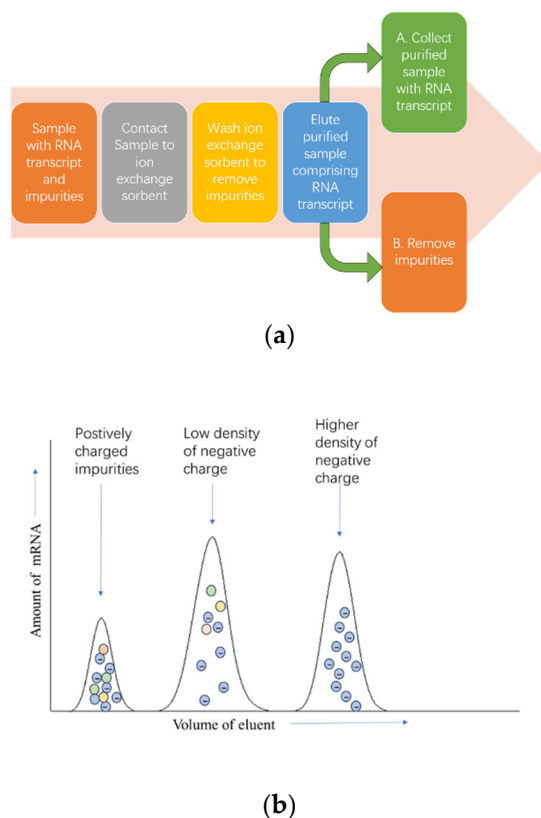 Sample
with RNA
transcript
and
impurities
Contact
Sample to
ion
exchange
sorbent
Wash ion
exchange
sorbent to
remove
impurities
Elute
purified
sample
comprising
RNA
transcript
A. Collect
purified
sample
with RNA
transcript
B. Remove
impurities
(a)
Postively
charged
impurities
Low density
of negative
charge
Higher
density of
negative
charge
Amount of mRNA
Volume of eluent
(b)